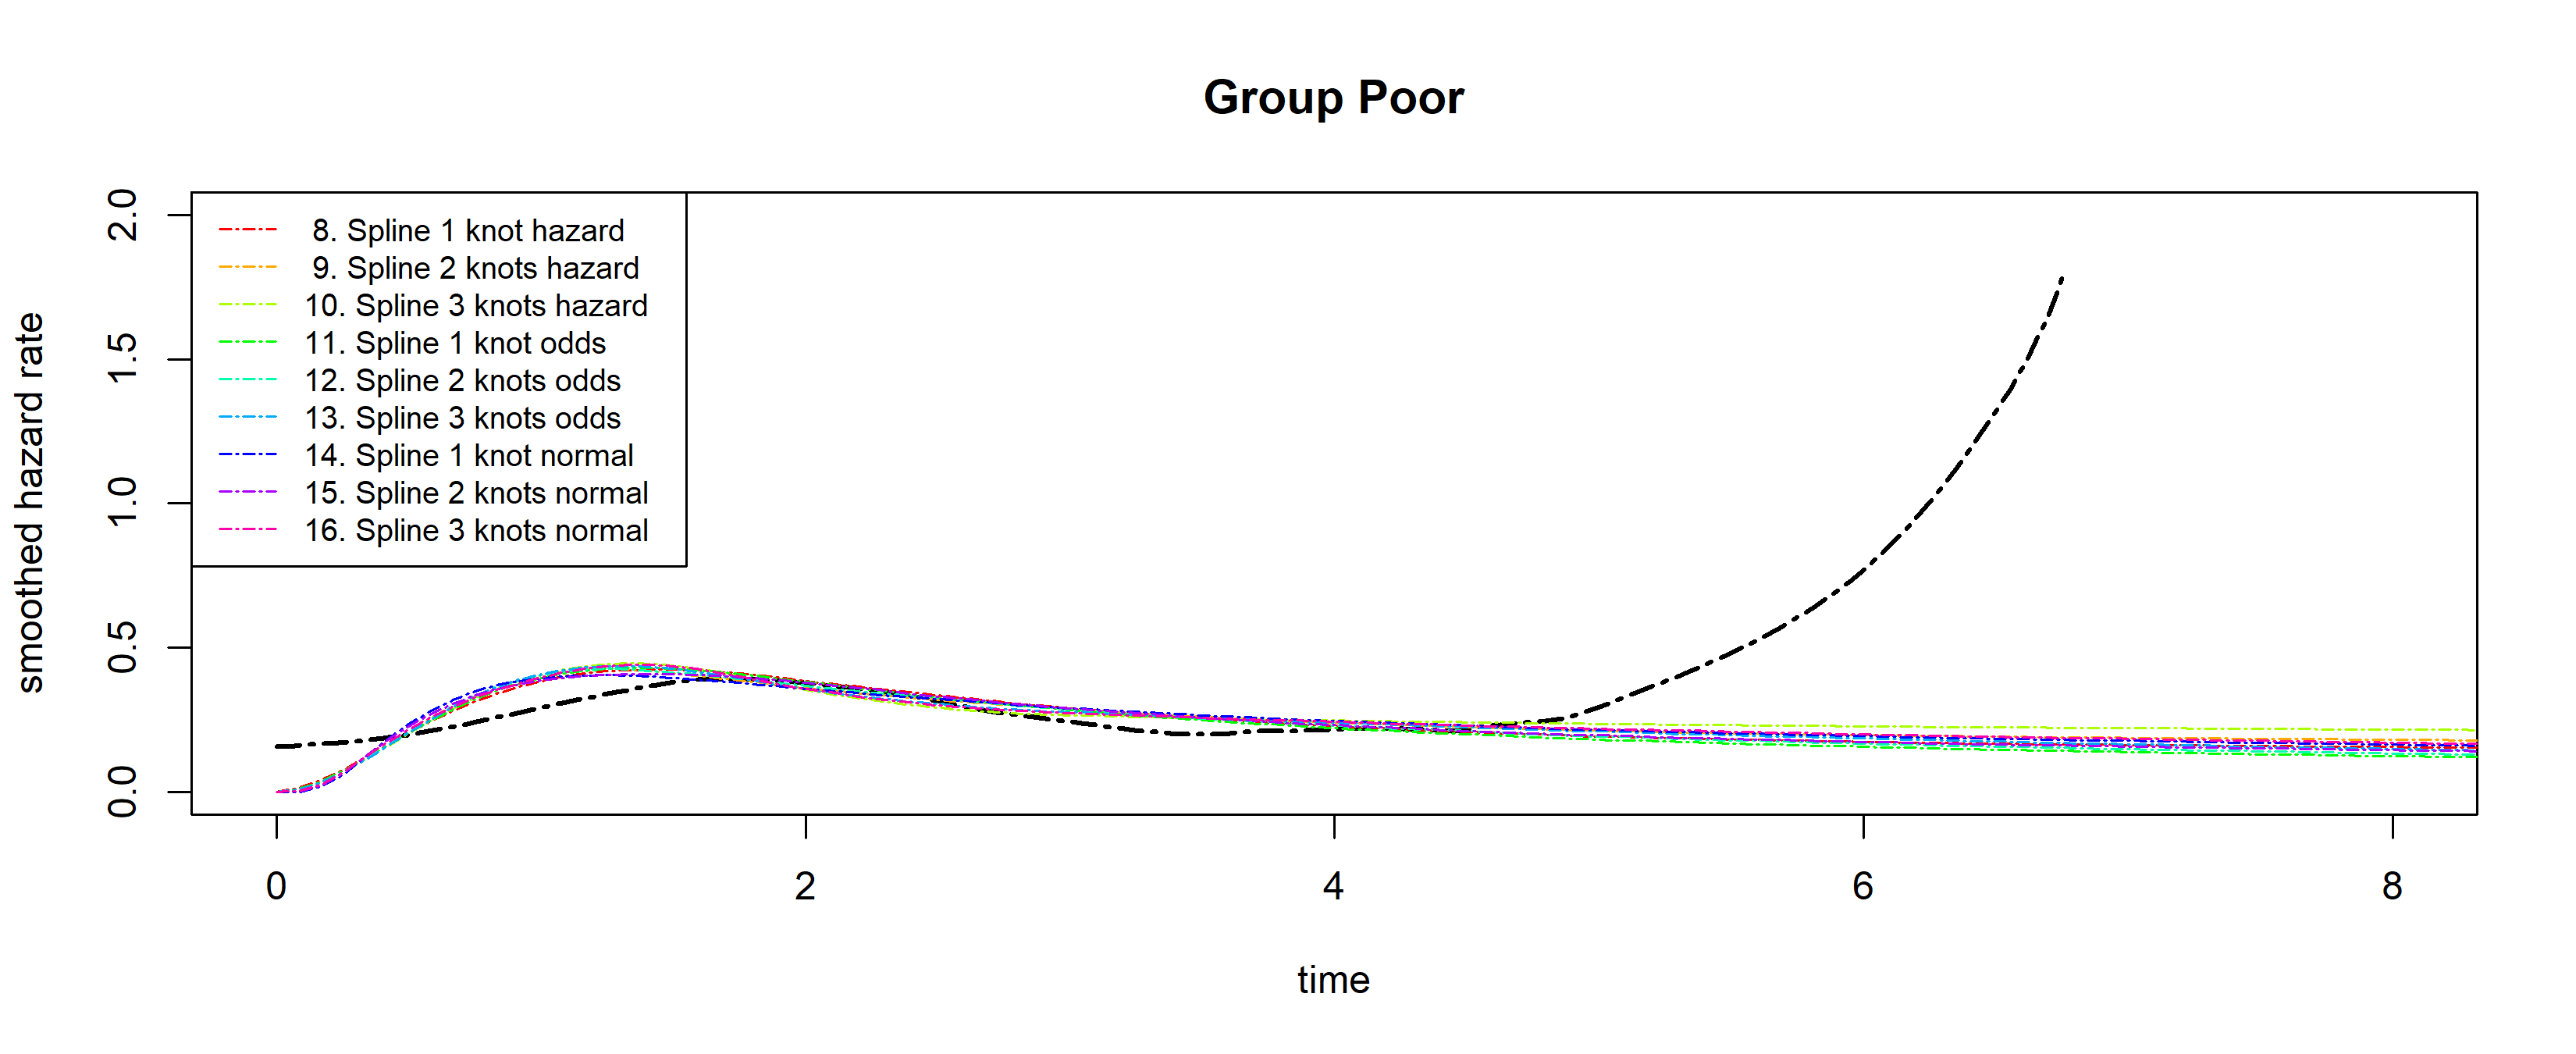 Group Poor
smoothed hazard rate
2.0
1.5
1.0
0.5
0.0
8. Spline 1 knot hazard
9. Spline 2 knots hazard
10. Spline 3 knots hazard
11. Spline 1 knot odds
12. Spline 2 knots odds
13. Spline 3 knots odds
14. Spline 1 knot normal
15. Spline 2 knots normal
16. Spline 3 knots normal
0 2 4 6 8
time